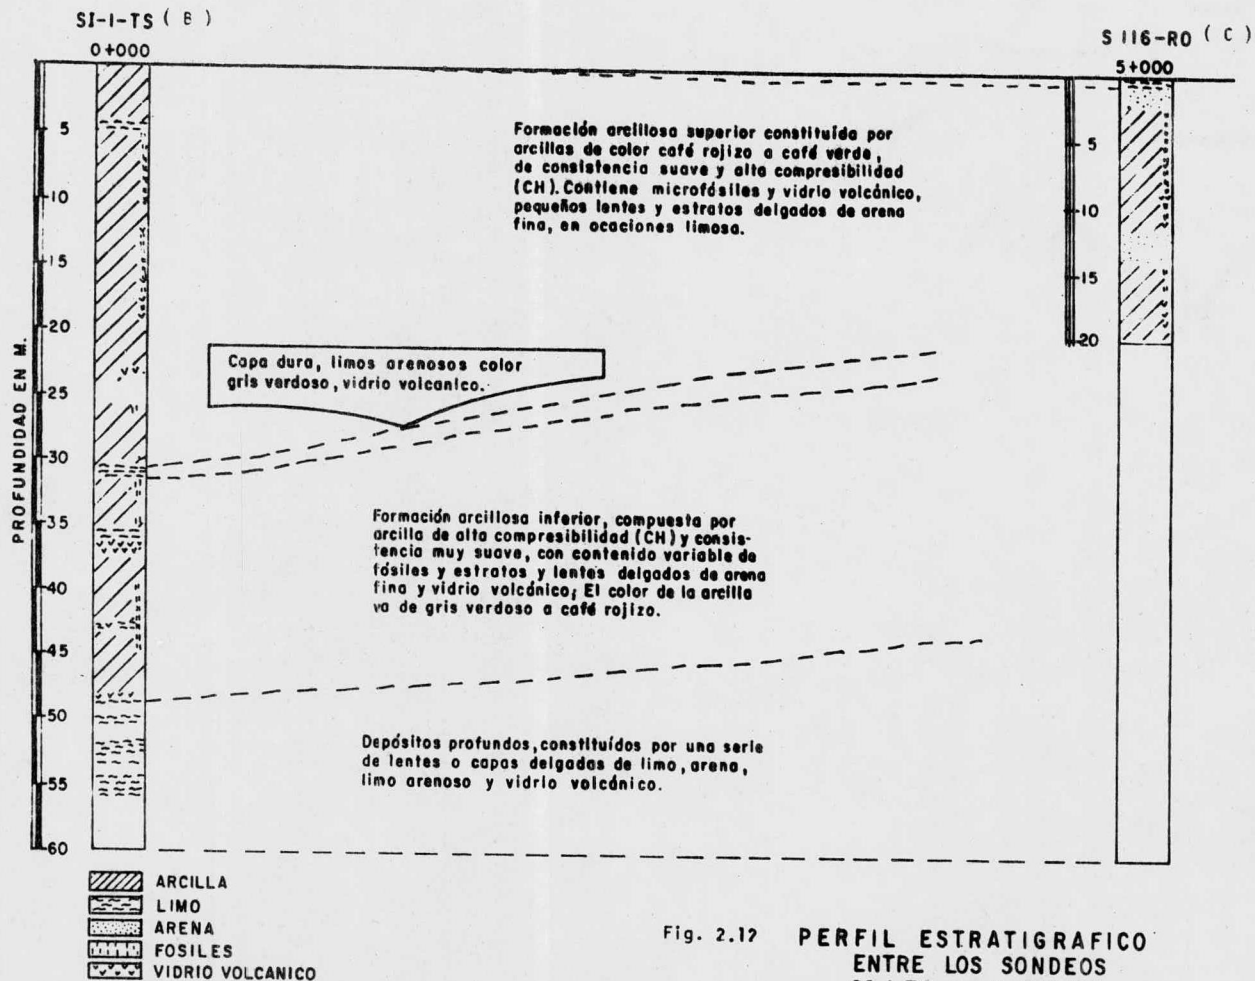 SI-I-TS ( B )
0+000
S 116-RO ( C )
5+000
PROFUNDIDAD EN M.
5
10
15
20
25
30
35
40
45
50
55
60
5
10
15
20
Formación arcillosa superior constituída por
arcillas de color café rojizo a café verde,
de consistencia suave y alta compresibilidad
(CH). Contiene microfósiles y vidrio volcánico,
pequeños lentes y estratos delgados de arena
fina, en ocaciones limosa.
Capa dura, limos arenosos color
gris verdoso, vidrio volcanico.
Formación arcillosa inferior, compuesta por
arcilla de alta compresibilidad (CH) y consis-
tencia muy suave, con contenido variable de
fósiles y estratos y lentes delgados de arena
fina y vidrio volcánico; El color de la arcilla
va de gris verdoso a café rojizo.
Depósitos profundos, constituídos por una serie
de lentes o capas delgadas de limo, arena,
limo arenoso y vidrio volcánico.
ARCILLA
LIMO
ARENA
FOSILES
VIDRIO VOLCANICO
Fig. 2.12 PERFIL ESTRATIGRAFICO
ENTRE LOS SONDEOS